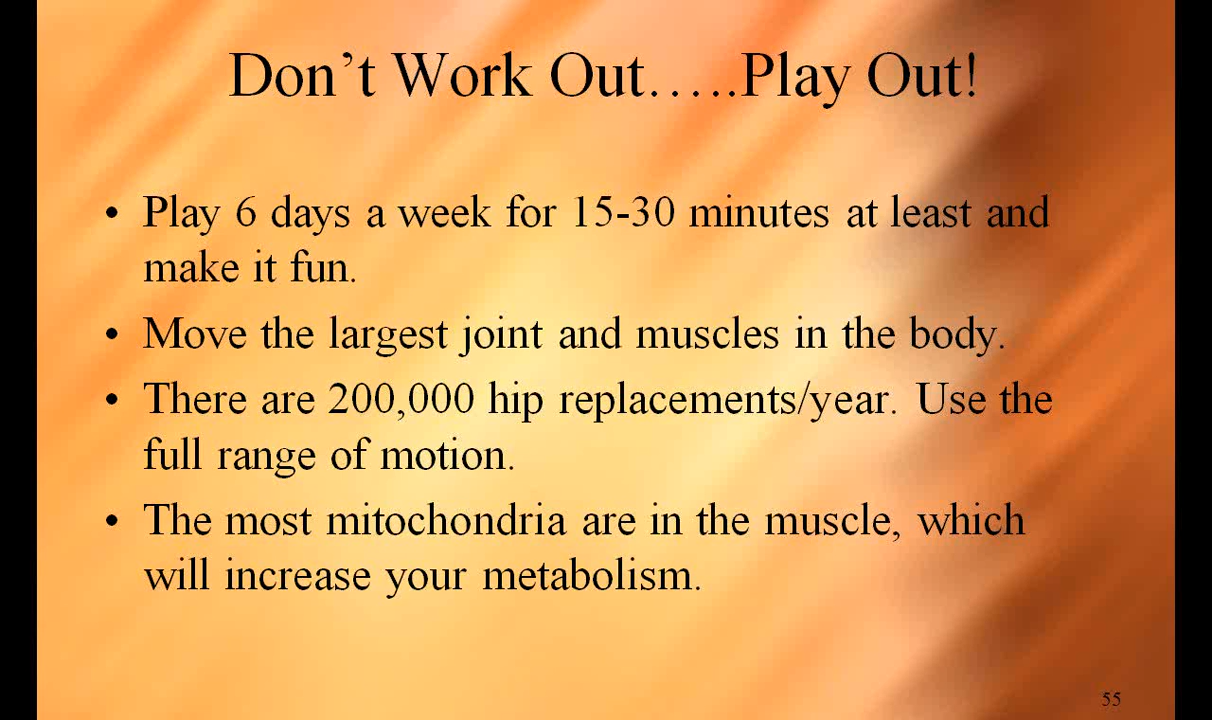 Don’t Work Out…..Play Out!
• Play 6 days a week for 15-30 minutes at least and
make it fun.
• Move the largest joint and muscles in the body.
• There are 200,000 hip replacements/year. Use the
full range of motion.
• The most mitochondria are in the muscle, which
will increase your metabolism.
55